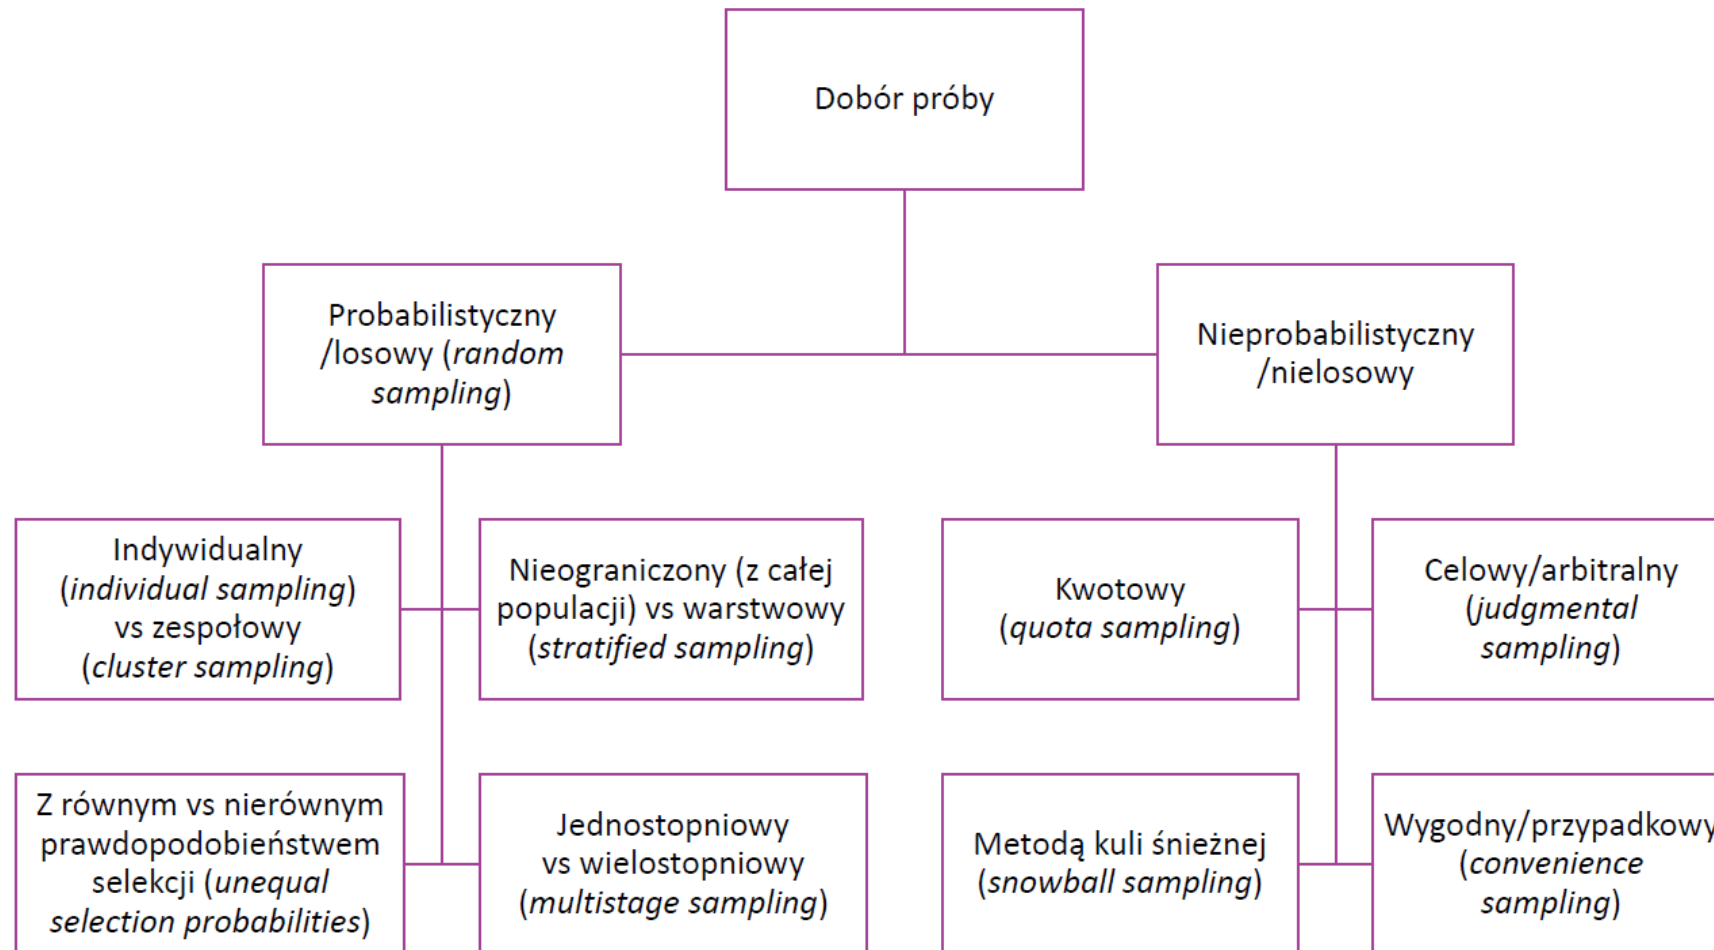 Dobór próby
Probabilistyczny
/losowy (random
sampling)
Nieprobabilistyczny
/nielosowy
Indywidualny
(individual sampling)
vs zespołowy
(cluster sampling)
Nieograniczony (z całej
populacji) vs warstwowy
(stratified sampling)
Kwotowy
(quota sampling)
Celowy/arbitralny
(judgmental
sampling)
Z równym vs nierównym
prawdopodobieństwem
selekcji (unequal
selection probabilities)
Jednostopniowy
vs wielostopniowy
(multistage sampling)
Metodą kuli śnieżnej
(snowball sampling)
Wygodny/przypadkowy
(convenience
sampling)